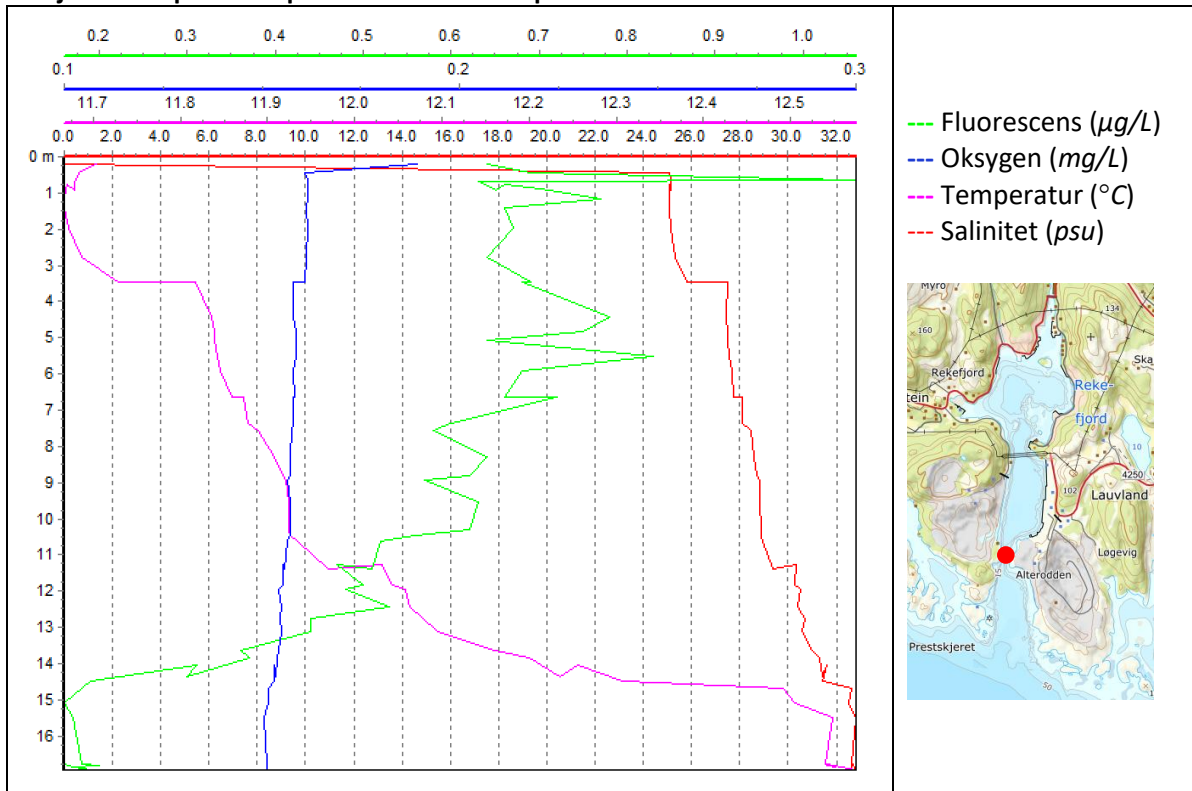 0.2 0.3 0.4 0.5 0.6 0.7 0.8 0.9 1.0
0.1 0.2 0.3
11.7 11.8 11.9 12.0 12.1 12.2 12.3 12.4 12.5
0.0 2.0 4.0 6.0 8.0 10.0 12.0 14.0 16.0 18.0 20.0 22.0 24.0 26.0 28.0 30.0 32.0
0 m
1
2
3
4
5
6
7
8
9
10
11
12
13
14
15
16
--- Fluorescens (µg/L)
--- Oksygen (mg/L)
--- Temperatur (°C)
--- Salinitet (psu)
Myro
134
160
Ska
Rekefjord
Reke-
fjord
tein
10
4250
102
Lauvland
Løgevig
51
Alterodden
Prestskjeret
50